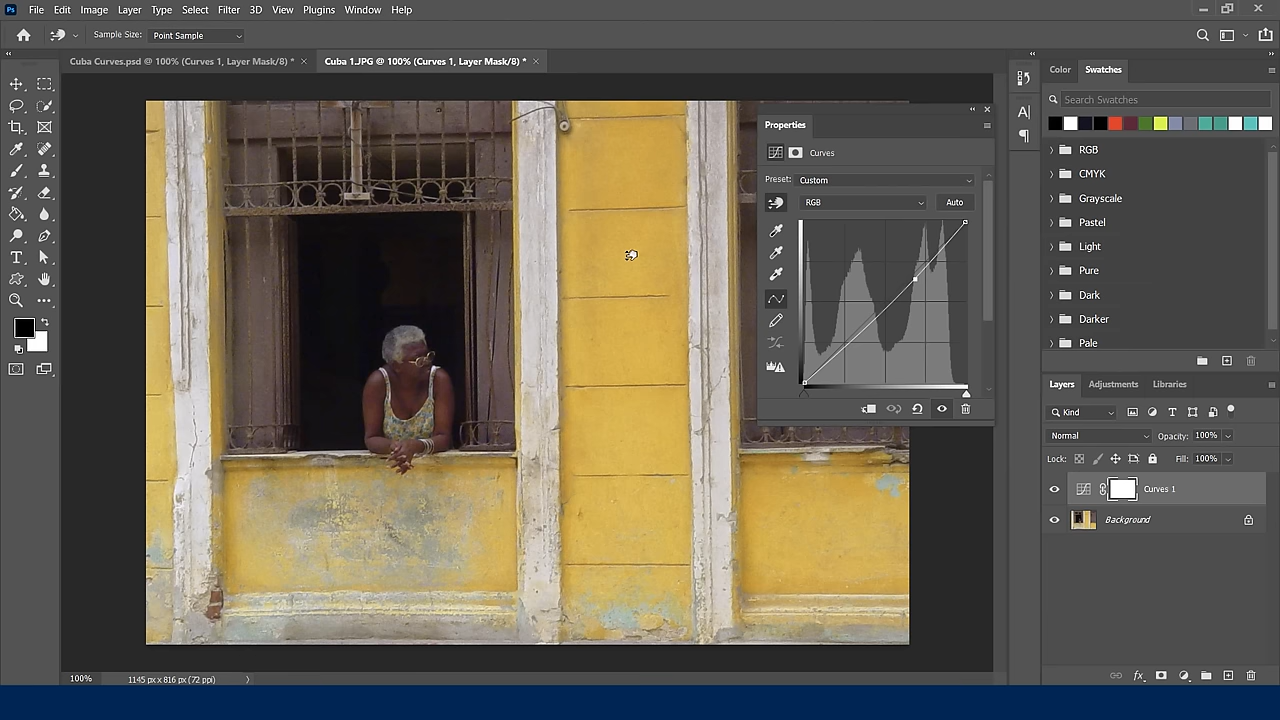 Ps File Edit Image Layer Type Select Filter 3D View Plugins Window Help
Sample Size: Point Sample
Cuba Curves.psd @ 100% (Curves 1, Layer Mask/8) * × Cuba 1.JPG @ 100% (Curves 1, Layer Mask/8) * ×
Color Swatches
Search Swatches
RGB
CMYK
Grayscale
Pastel
Light
Pure
Dark
Darker
Pale
Properties
Curves
Preset: Custom
RGB Auto
Layers Adjustments Libraries
Kind
Normal Opacity: 100%
Lock: Fill: 100%
Curves 1
Background
fx
100% 1145 px x 816 px (72 ppi)